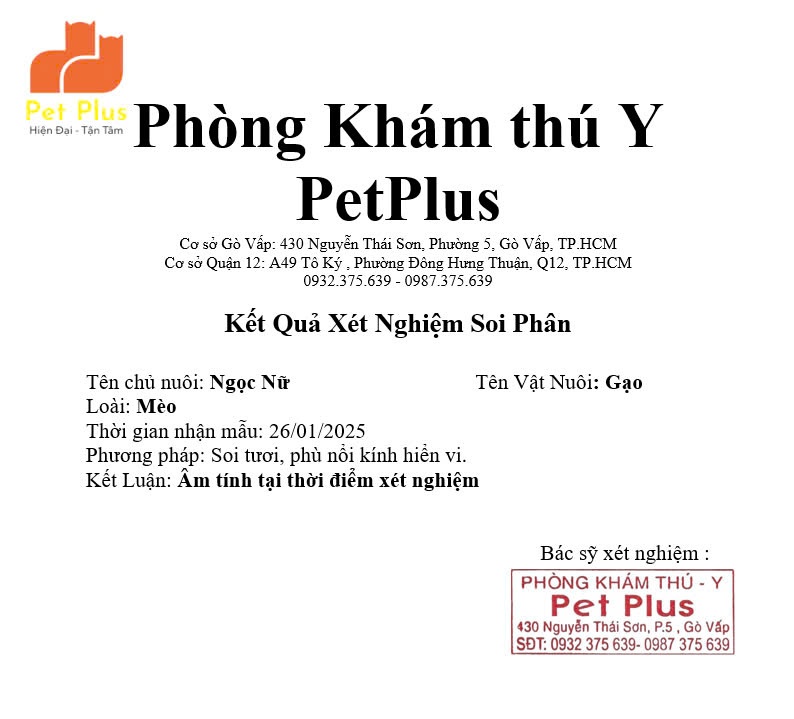 Pet Plus
Hiện Đại - Tận Tâm
Phòng Khám thú Y
PetPlus
Cơ sở Gò Vấp: 430 Nguyễn Thái Sơn, Phường 5, Gò Vấp, TP.HCM
Cơ sở Quận 12: A49 Tô Ký , Phường Đông Hưng Thuận, Q12, TP.HCM
0932.375.639 - 0987.375.639
Kết Quả Xét Nghiệm Soi Phân
Tên chủ nuôi: Ngọc Nữ Tên Vật Nuôi: Gạo
Loài: Mèo
Thời gian nhận mẫu: 26/01/2025
Phương pháp: Soi tươi, phù nổi kính hiển vi.
Kết Luận: Âm tính tại thời điểm xét nghiệm
Bác sỹ xét nghiệm :
PHÒNG KHÁM THÚ - Y
Pet Plus
430 Nguyễn Thái Sơn, P.5 , Gò Vấp
SĐT: 0932 375 639- 0987 375 639